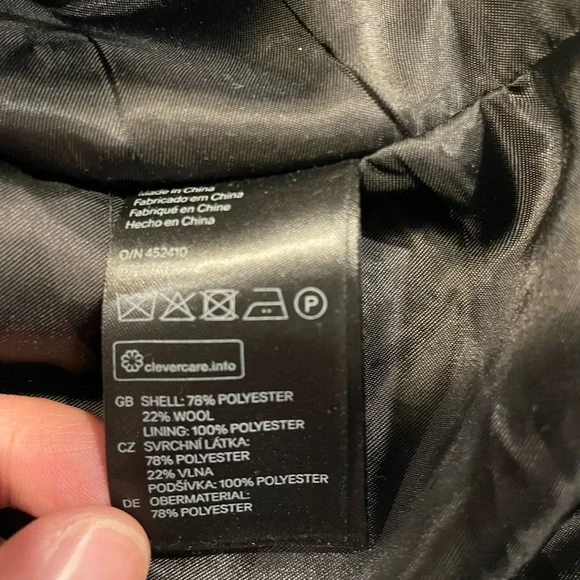 Made in China
Fabricado em China
Fabriqué en Chine
Hecho en China
O/N 452410
P
clevercare.info
GB SHELL: 78% POLYESTER
22% WOOL
LINING: 100% POLYESTER
CZ SVRCHNÍ LÁTKA:
78% POLYESTER
22% VLNA
PODŠÍVKA: 100% POLYESTER
DE OBERMATERIAL:
78% POLYESTER